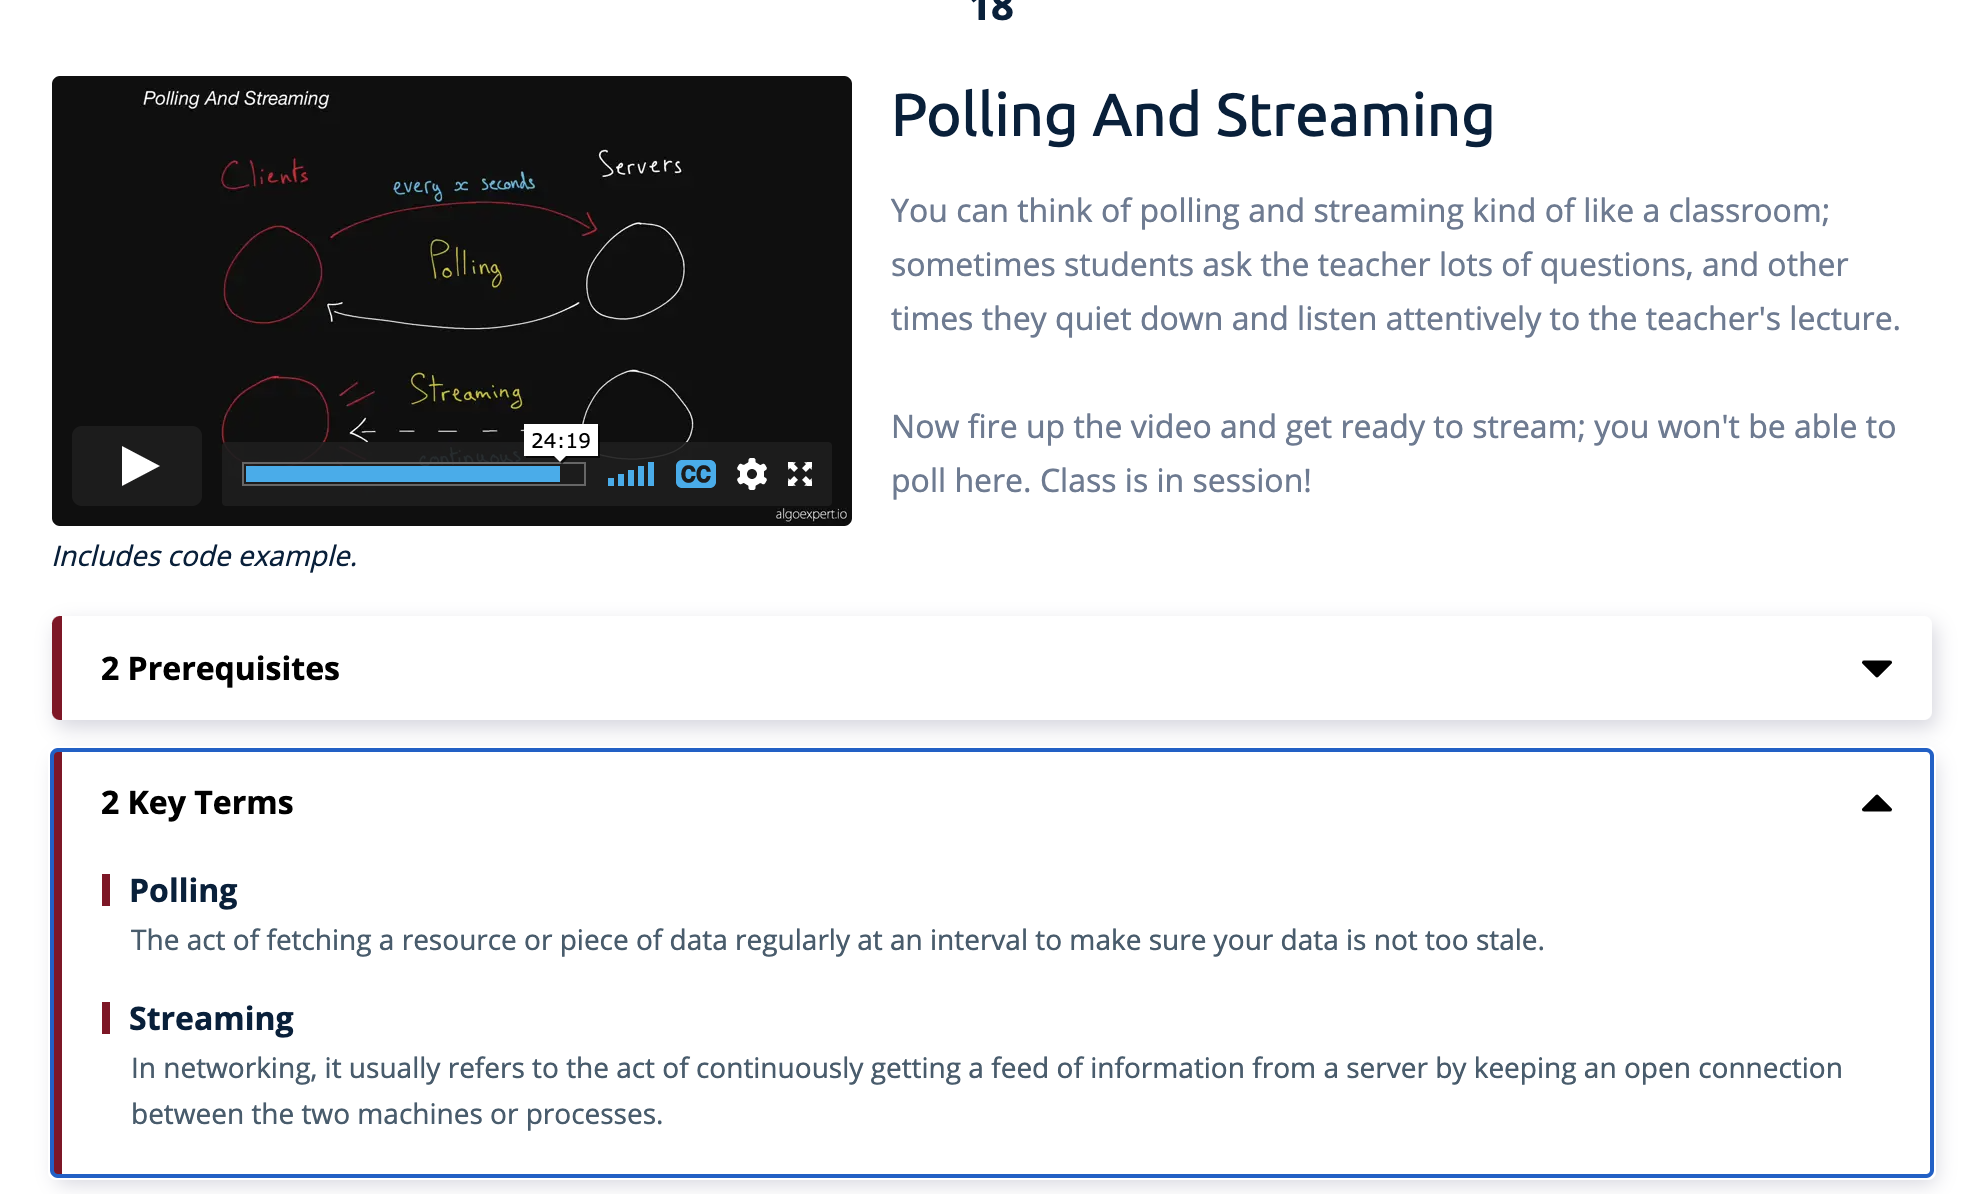 18
Polling And Streaming
Clients
Servers
every x seconds
Polling
Streaming
continuous
24:19
CC
algoexpert.io
Includes code example.
Polling And Streaming
You can think of polling and streaming kind of like a classroom;
sometimes students ask the teacher lots of questions, and other
times they quiet down and listen attentively to the teacher's lecture.
Now fire up the video and get ready to stream; you won't be able to
poll here. Class is in session!
2 Prerequisites
2 Key Terms
Polling
The act of fetching a resource or piece of data regularly at an interval to make sure your data is not too stale.
Streaming
In networking, it usually refers to the act of continuously getting a feed of information from a server by keeping an open connection
between the two machines or processes.